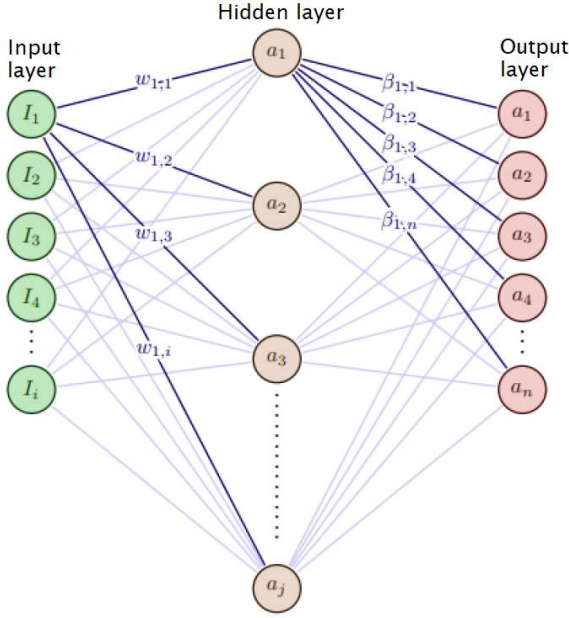 Hidden layer
Input
layer
Output
layer
I₁
I₂
I₃
I₄
Iᵢ
w₁,₁
w₁,₂
w₁,₃
w₁,ᵢ
a₁
a₂
a₃
aⱼ
β₁,₁
β₁,₂
β₁,₃
β₁,₄
β₁,ₙ
a₁
a₂
a₃
a₄
aₙ